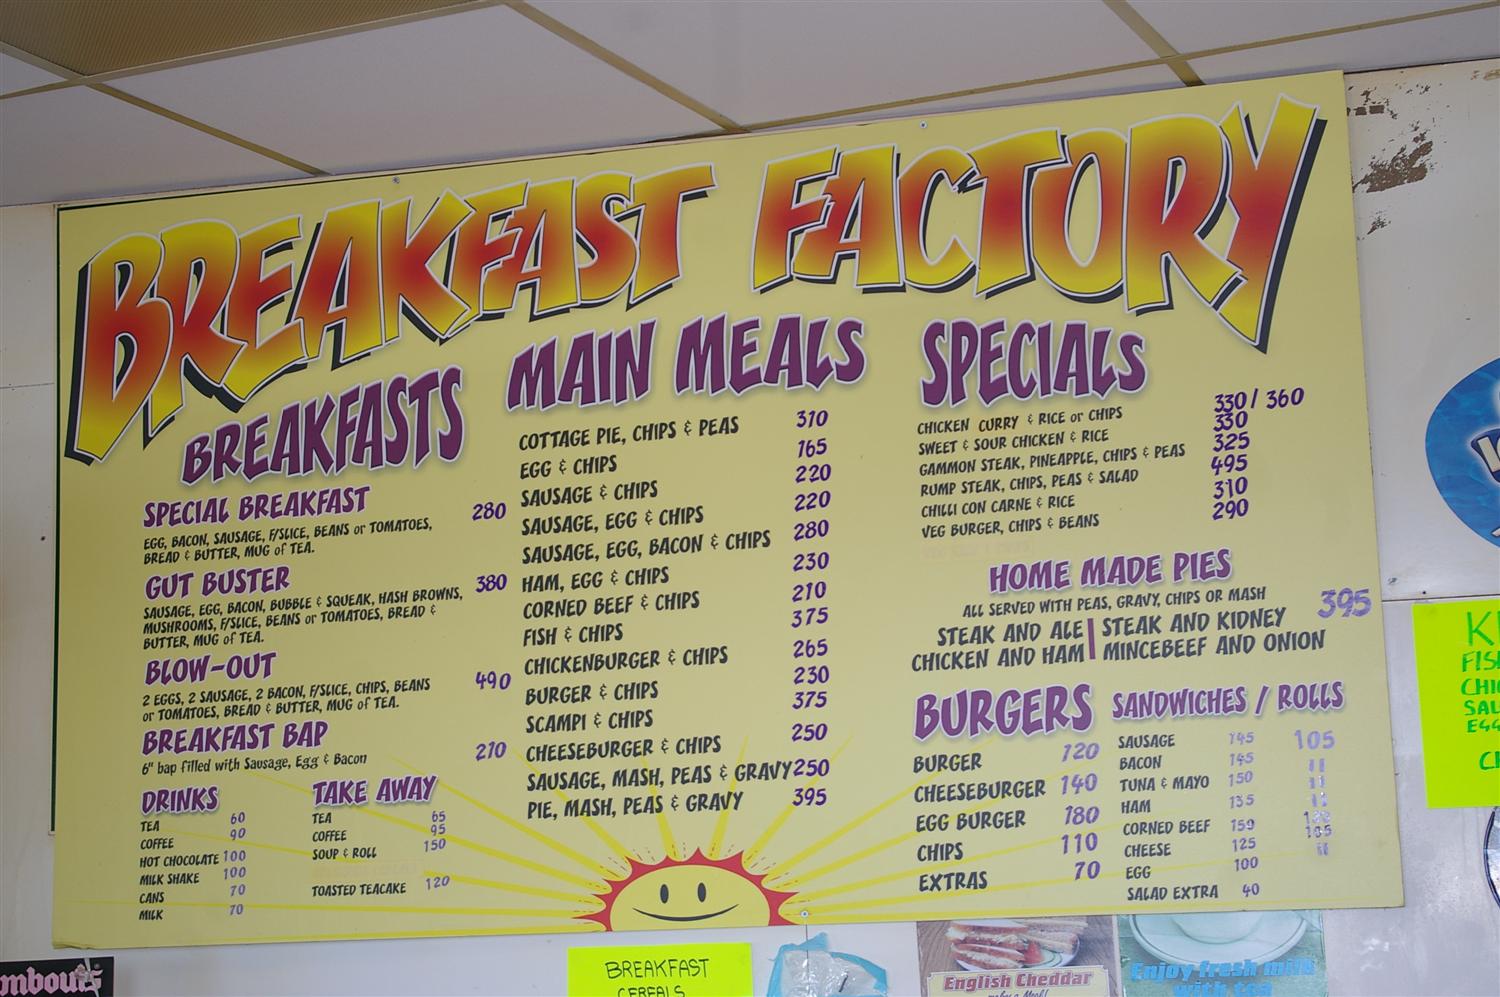 BREAKFAST FACTORY
BREAKFASTS
SPECIAL BREAKFAST 280
EGG, BACON, SAUSAGE, F/SLICE, BEANS or TOMATOES,
BREAD & BUTTER, MUG of TEA.
GUT BUSTER 380
SAUSAGE, EGG, BACON, BUBBLE & SQUEAK, HASH BROWNS,
MUSHROOMS, F/SLICE, BEANS or TOMATOES, BREAD &
BUTTER, MUG of TEA.
BLOW-OUT 490
2 EGGS, 2 SAUSAGE, 2 BACON, F/SLICE, CHIPS, BEANS
or TOMATOES, BREAD & BUTTER, MUG of TEA.
BREAKFAST BAP 210
6" bap filled with Sausage, Egg & Bacon
DRINKS
TEA 60
COFFEE 90
HOT CHOCOLATE 100
MILK SHAKE 100
CANS 70
MILK 70
TAKE AWAY
TEA 65
COFFEE 95
SOUP & ROLL 150
TOASTED TEACAKE 120
MAIN MEALS
COTTAGE PIE, CHIPS & PEAS 310
EGG & CHIPS 165
SAUSAGE & CHIPS 220
SAUSAGE, EGG & CHIPS 220
SAUSAGE, EGG, BACON & CHIPS 280
HAM, EGG & CHIPS 230
CORNED BEEF & CHIPS 210
FISH & CHIPS 375
CHICKENBURGER & CHIPS 265
BURGER & CHIPS 230
SCAMPI & CHIPS 375
CHEESEBURGER & CHIPS 250
SAUSAGE, MASH, PEAS & GRAVY 250
PIE, MASH, PEAS & GRAVY 395
SPECIALS
CHICKEN CURRY & RICE or CHIPS 330 / 360
SWEET & SOUR CHICKEN & RICE 330
GAMMON STEAK, PINEAPPLE, CHIPS & PEAS 325
RUMP STEAK, CHIPS, PEAS & SALAD 495
CHILLI CON CARNE & RICE 310
VEG BURGER, CHIPS & BEANS 290
HOME MADE PIES
ALL SERVED WITH PEAS, GRAVY, CHIPS OR MASH 395
STEAK AND ALE | STEAK AND KIDNEY
CHICKEN AND HAM | MINCEBEEF AND ONION
BURGERS
BURGER 120
CHEESEBURGER 140
EGG BURGER 180
CHIPS 110
EXTRAS 70
SANDWICHES / ROLLS
SAUSAGE 145 105
BACON 145 11
TUNA & MAYO 150 11
HAM 135 11
CORNED BEEF 150
CHEESE 125 11
EGG 100
SALAD EXTRA 40
BREAKFAST
CEREALS
English Cheddar
Enjoy fresh milk
with tea